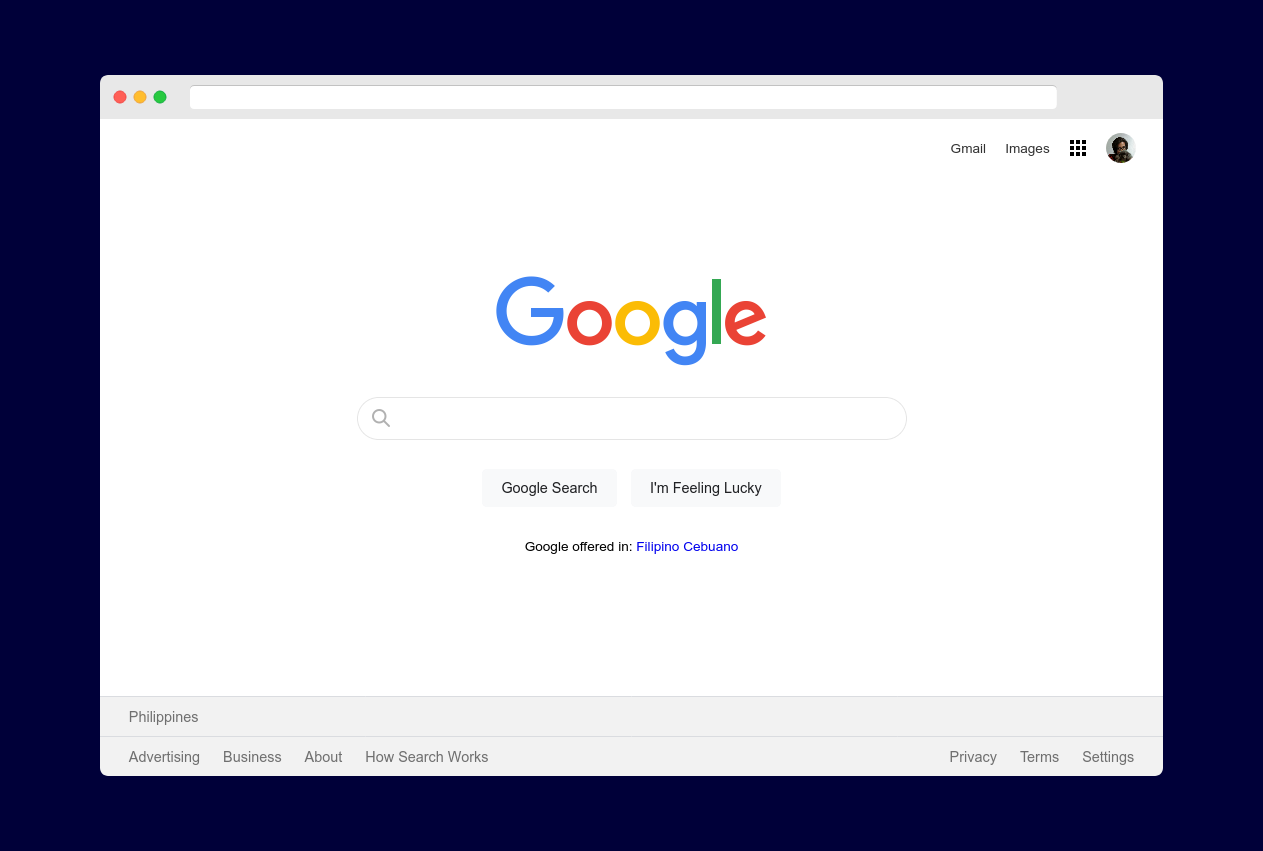 Gmail Images
Google
Google Search I'm Feeling Lucky
Google offered in: Filipino Cebuano
Philippines
Advertising Business About How Search Works Privacy Terms Settings